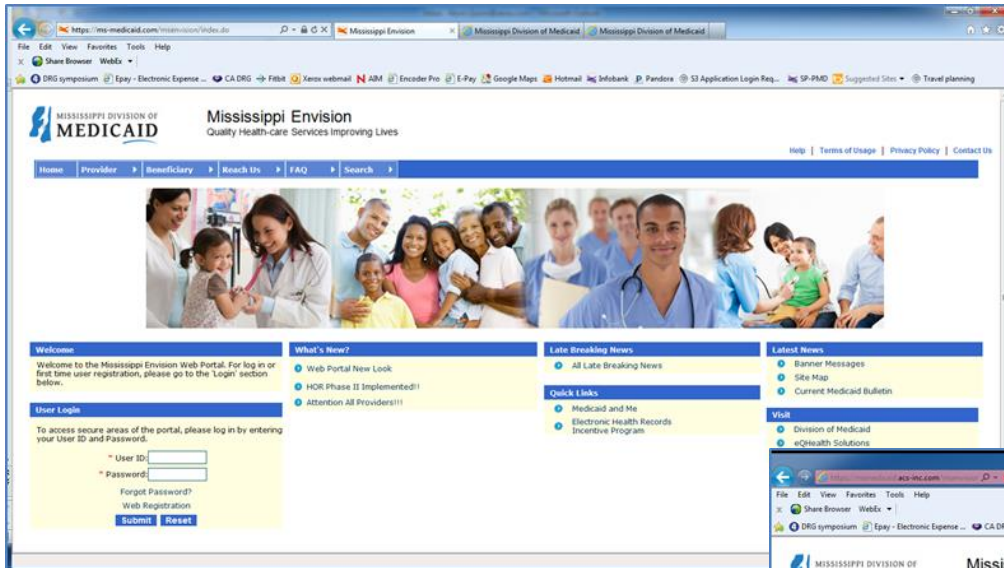 https://ms-medicaid.com/msenvision/index.do
Mississippi Envision
Mississippi Division of Medicaid
Mississippi Division of Medicaid
File Edit View Favorites Tools Help
x Share Browser WebEx
DRG symposium Epay - Electronic Expense ... CA DRG Fitbit Xerox webmail AIM Encoder Pro E-Pay Google Maps Hotmail Infobank Pandora S3 Application Login Req... SP-PMD Suggested Sites Travel planning
MISSISSIPPI DIVISION OF
MEDICAID
Mississippi Envision
Quality Health-care Services Improving Lives
Help | Terms of Usage | Privacy Policy | Contact Us
Home Provider Beneficiary Reach Us FAQ Search
Welcome
Welcome to the Mississippi Envision Web Portal. For log in or
first time user registration, please go to the 'Login' section
below.
User Login
To access secure areas of the portal, please log in by entering
your User ID and Password.
* User ID:
* Password:
Forgot Password?
Web Registration
Submit Reset
What's New?
Web Portal New Look
HOR Phase II Implemented!!
Attention All Providers!!!
Late Breaking News
All Late Breaking News
Quick Links
Medicaid and Me
Electronic Health Records
Incentive Program
Latest News
Banner Messages
Site Map
Current Medicaid Bulletin
Visit
Division of Medicaid
eQHealth Solutions
acs-inc.com
File Edit View Favorites Tools Help
x Share Browser WebEx
DRG symposium Epay - Electronic Expense ... CA DR
MISSISSIPPI DIVISION OF
Missi